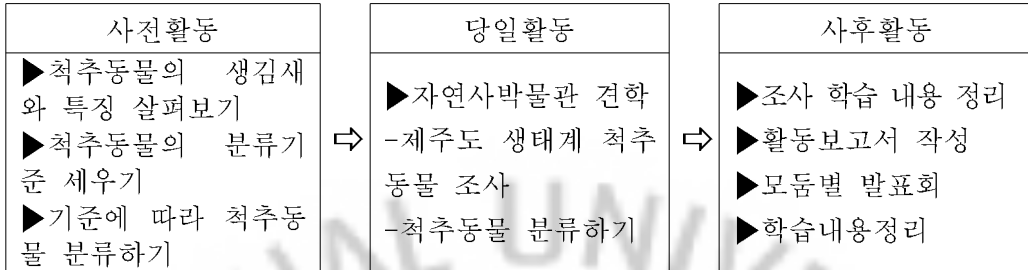 사전활동
▶척추동물의 생김새
와 특징 살펴보기
▶척추동물의 분류기
준 세우기
▶기준에 따라 척추동
물 분류하기
⇨
당일활동
▶자연사박물관 견학
-제주도 생태계 척추
동물 조사
-척추동물 분류하기
⇨
사후활동
▶조사 학습 내용 정리
▶활동보고서 작성
▶모둠별 발표회
▶학습내용정리